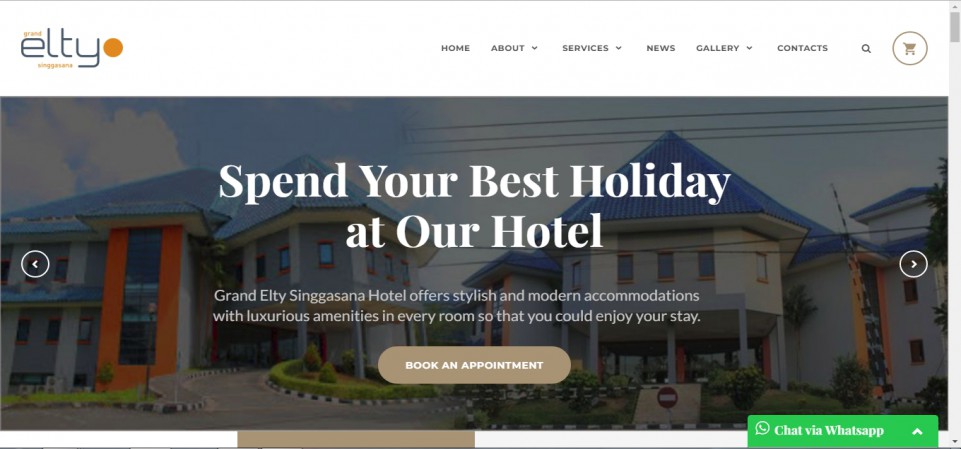 grand
elty
singgasana
HOME ABOUT SERVICES NEWS GALLERY CONTACTS
Spend Your Best Holiday
at Our Hotel
Grand Elty Singgasana Hotel offers stylish and modern accommodations
with luxurious amenities in every room so that you could enjoy your stay.
BOOK AN APPOINTMENT
Chat via Whatsapp